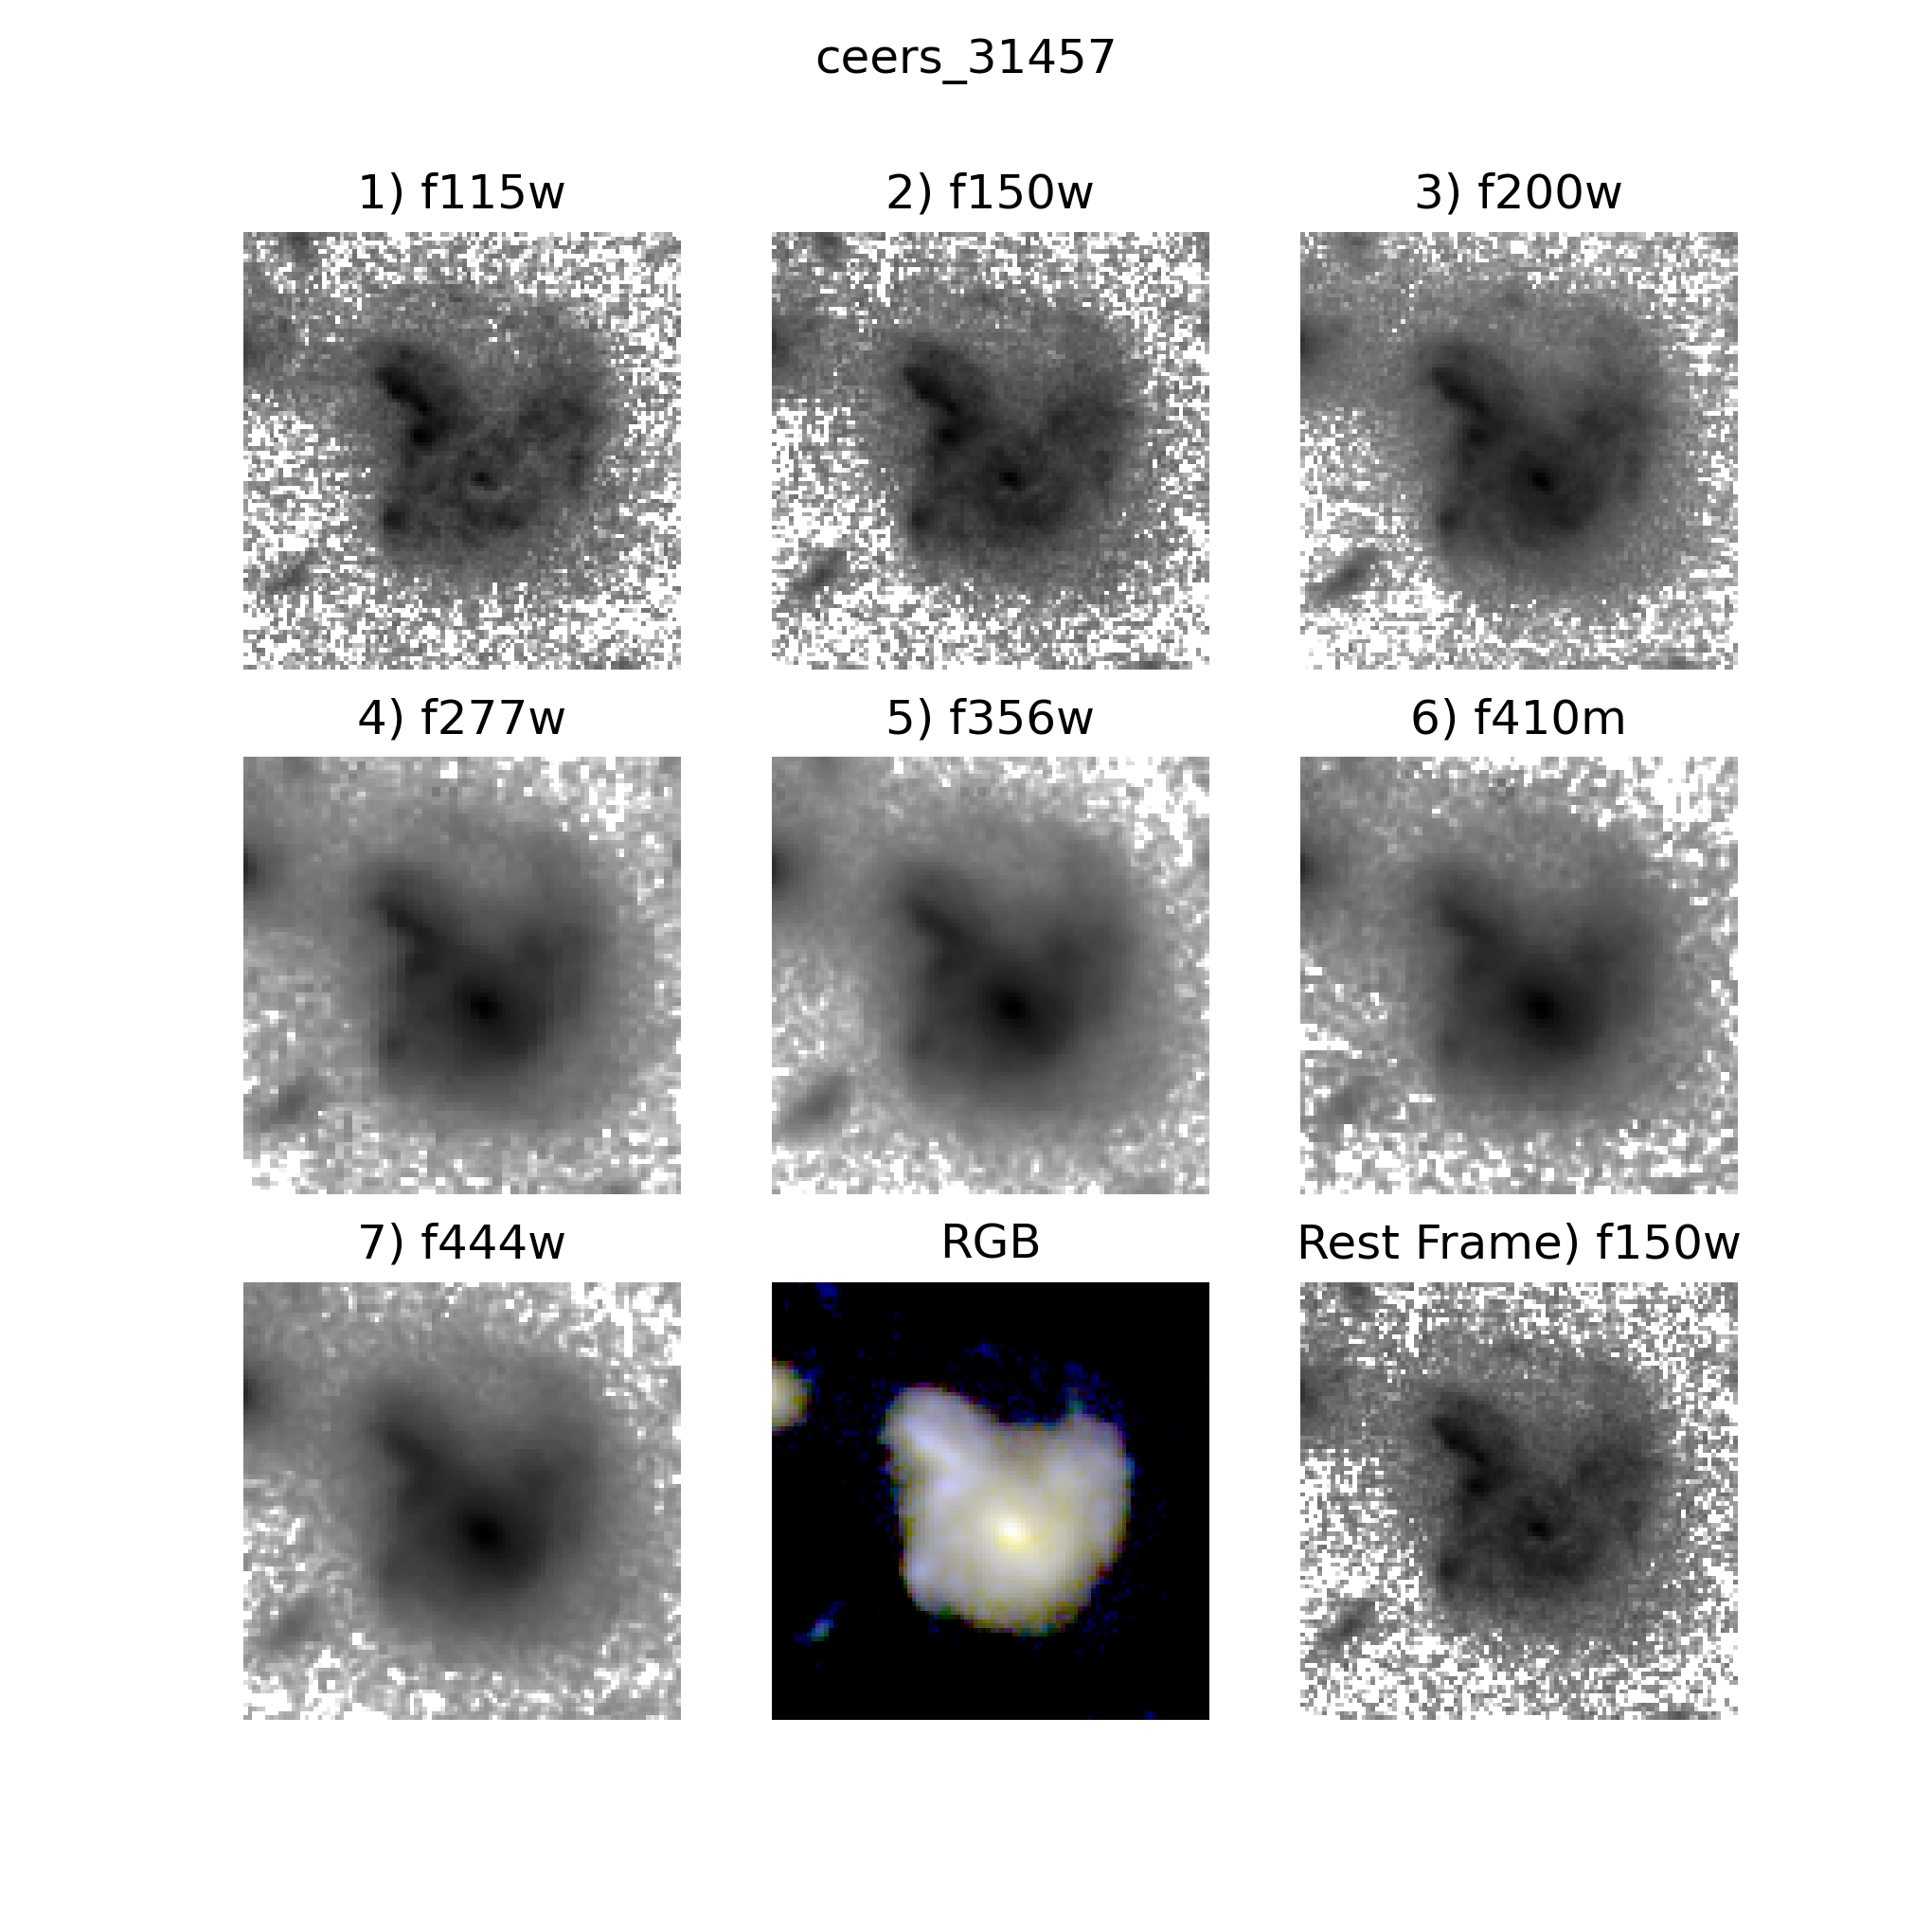 ceers_31457
1) f115w
2) f150w
3) f200w
4) f277w
5) f356w
6) f410m
7) f444w
RGB
Rest Frame) f150w